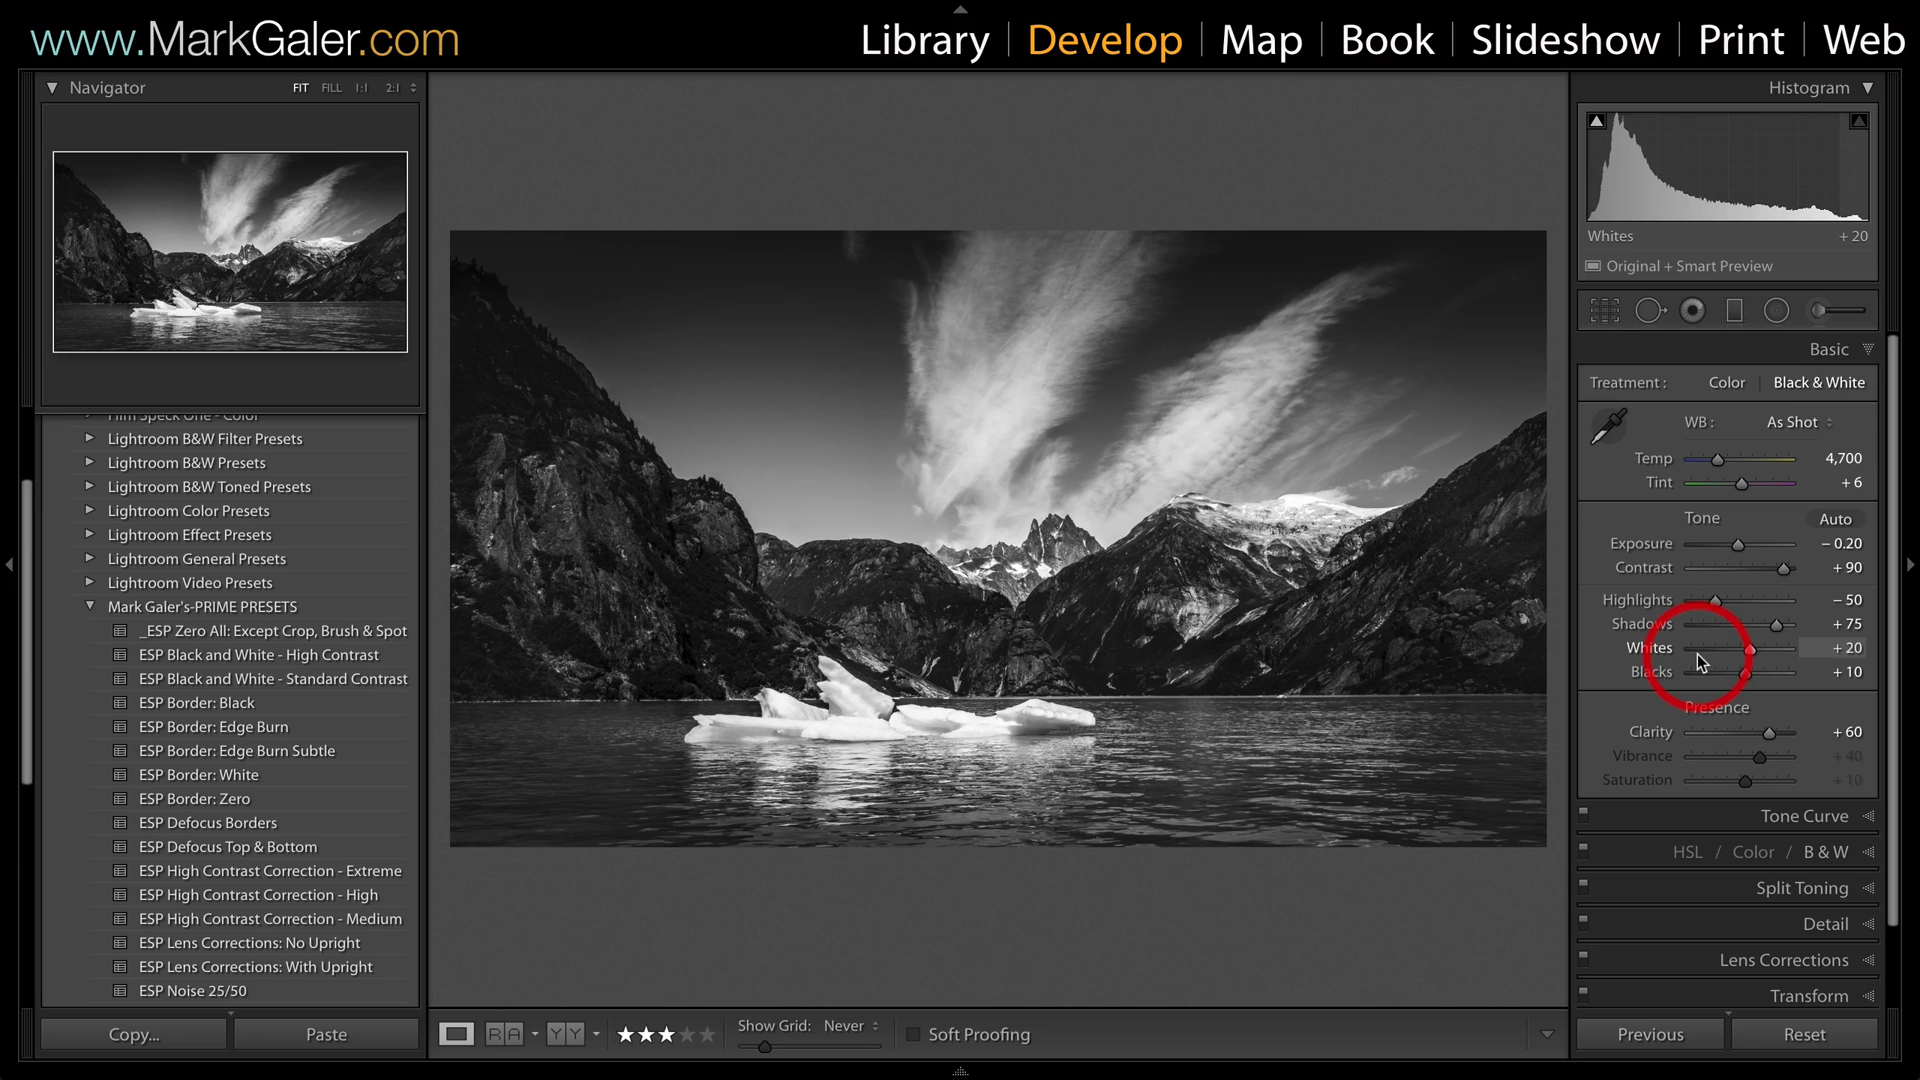 www.MarkGaler.com
Library | Develop | Map | Book | Slideshow | Print | Web
Navigator FIT FILL 1:1 2:1
Film Speck One - Color
Lightroom B&W Filter Presets
Lightroom B&W Presets
Lightroom B&W Toned Presets
Lightroom Color Presets
Lightroom Effect Presets
Lightroom General Presets
Lightroom Video Presets
Mark Galer's-PRIME PRESETS
_ESP Zero All: Except Crop, Brush & Spot
ESP Black and White - High Contrast
ESP Black and White - Standard Contrast
ESP Border: Black
ESP Border: Edge Burn
ESP Border: Edge Burn Subtle
ESP Border: White
ESP Border: Zero
ESP Defocus Borders
ESP Defocus Top & Bottom
ESP High Contrast Correction - Extreme
ESP High Contrast Correction - High
ESP High Contrast Correction - Medium
ESP Lens Corrections: No Upright
ESP Lens Corrections: With Upright
ESP Noise 25/50
Copy... Paste
R A Y Y Show Grid: Never Soft Proofing
Histogram
Whites + 20
Original + Smart Preview
Basic
Treatment : Color | Black & White
WB : As Shot
Temp 4,700
Tint + 6
Tone Auto
Exposure – 0.20
Contrast + 90
Highlights – 50
Shadows + 75
Whites + 20
Blacks + 10
Presence
Clarity + 60
Vibrance + 40
Saturation + 10
Tone Curve
HSL / Color / B & W
Split Toning
Detail
Lens Corrections
Transform
Previous Reset